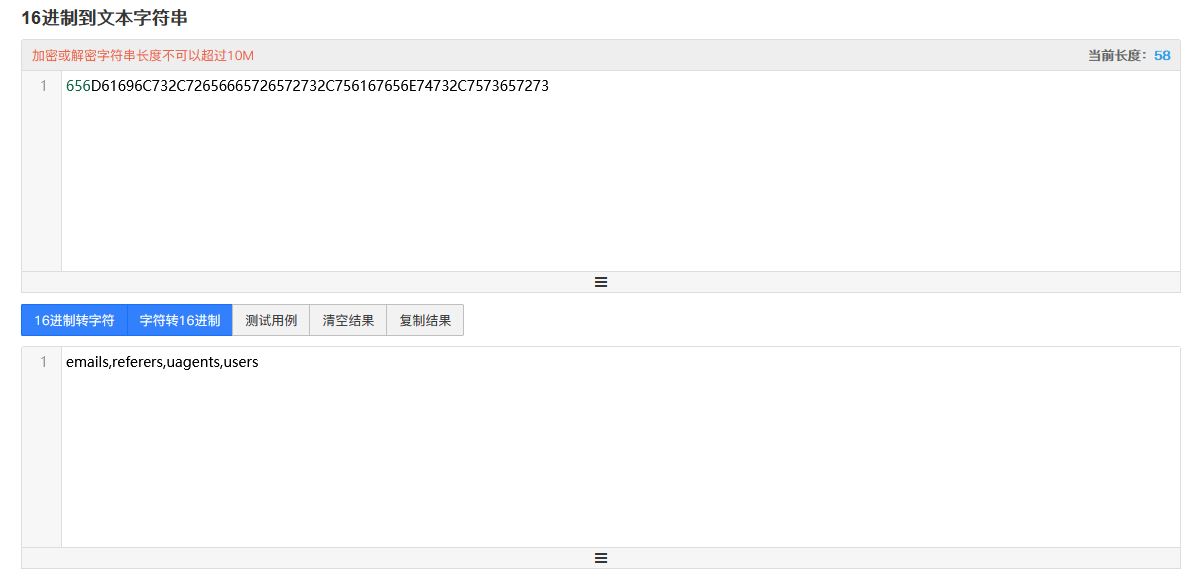 16进制到文本字符串
加密或解密字符串长度不可以超过10M 当前长度：58
1 656D61696C732C72656665726572732C756167656E74732C7573657273
16进制转字符 字符转16进制 测试用例 清空结果 复制结果
1 emails,referers,uagents,users